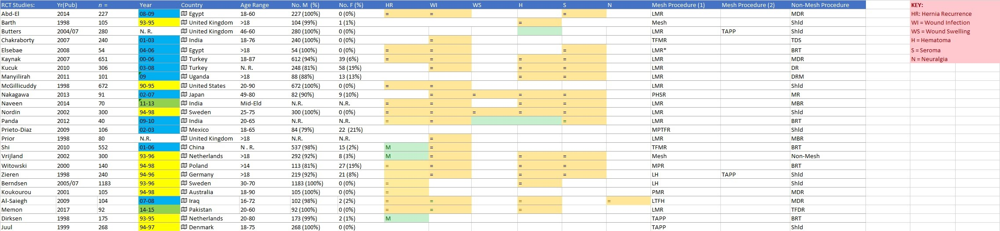 RCT Studies: Yr(Pub) n = Year Country Age Range No. M (%) No. F (%) HR WI WS H S N Mesh Procedure (1) Mesh Procedure (2) Non-Mesh Procedure KEY:
Abd-El 2014 227 08-09 Egypt 18-60 227 (100%) 0 (0%) = = = LMR MDR HR: Hernia Recurrence
Barth 1998 105 93-95 United Kingdom >18 104 (99%) 1 (1%) = Mesh Shld WI = Wound Infection
Butters 2004/07 280 N. R. United Kingdom 46-60 280 (100%) 0 (0%) LMR TAPP Shld WS = Wound Swelling
Chakraborty 2007 240 01-03 India 18-76 240 (100%) 0 (0%) = TFMR TDS H = Hematoma
Elsebae 2008 54 04-06 Egypt >18 54 (100%) 0 (0%) = = = LMR* BRT S = Seroma
Kaynak 2007 651 00-06 Turkey 18-87 612 (94%) 39 (6%) = = = = LMR MDR N = Neuralgia
Kucuk 2010 306 03-08 Turkey N. R. 248 (81%) 58 (19%) = = = LMR DR
Manyilirah 2011 101 09 Uganda >18 88 (88%) 13 (13%) = = LMR DRM
McGillicuddy 1998 672 90-95 United States 20-90 672 (100%) 0 (0%) = = LMR Shld
Nakagawa 2013 91 02-07 Japan 49-80 82 (90%) 9 (10%) = = = = PHSR MR
Naveen 2014 70 11-13 India Mid-Eld N.R. N.R. = = = = LMR MBR
Nordin 2002 300 94-98 Sweden 25-75 300 (100%) 0 (0%) = = = = = LMR Shld
Panda 2012 40 09-10 India 20-65 N.R. N.R. = = = LMR BRT
Prieto-Diaz 2009 106 02-03 Mexico 18-65 84 (79%) 22 (21%) MPTFR Shld
Prior 1998 80 N.R. United Kingdom >18 N.R. N.R. = LMR MBR
Shi 2010 552 01-06 China N . R. 537 (98%) 15 (2%) M = TFMR BRT
Vrijland 2002 300 93-96 Netherlands >18 292 (92%) 8 (3%) M = = = Mesh Non-Mesh
Witowski 2000 140 94-98 Poland >14 113 (81%) 27 (19%) = = = = MPR BRT
Zieren 1998 240 94-96 Germany >18 219 (92%) 21 (8%) = = = LH TAPP Shld
Berndsen 2005/07 1183 93-96 Sweden 30-70 1183 (100%) 0 (0%) = = LH Shld
Koukourou 2001 105 94-98 Australia 18-90 105 (100%) 0 (0%) = PMR MDR
Al-Saiegh 2009 104 07-08 Iraq 16-72 102 (98%) 2 (2%) = = = = LTFH MDR
Memon 2017 92 14-15 Pakistan 20-60 92 (100%) 0 (0%) = = = LMR TFDR
Dirksen 1998 175 93-95 Netherlands 20-80 173 (99%) 2 (1%) M TAPP BRT
Juul 1999 268 94-97 Denmark 18-75 268 (100%) 0 (0%) TAPP Shld